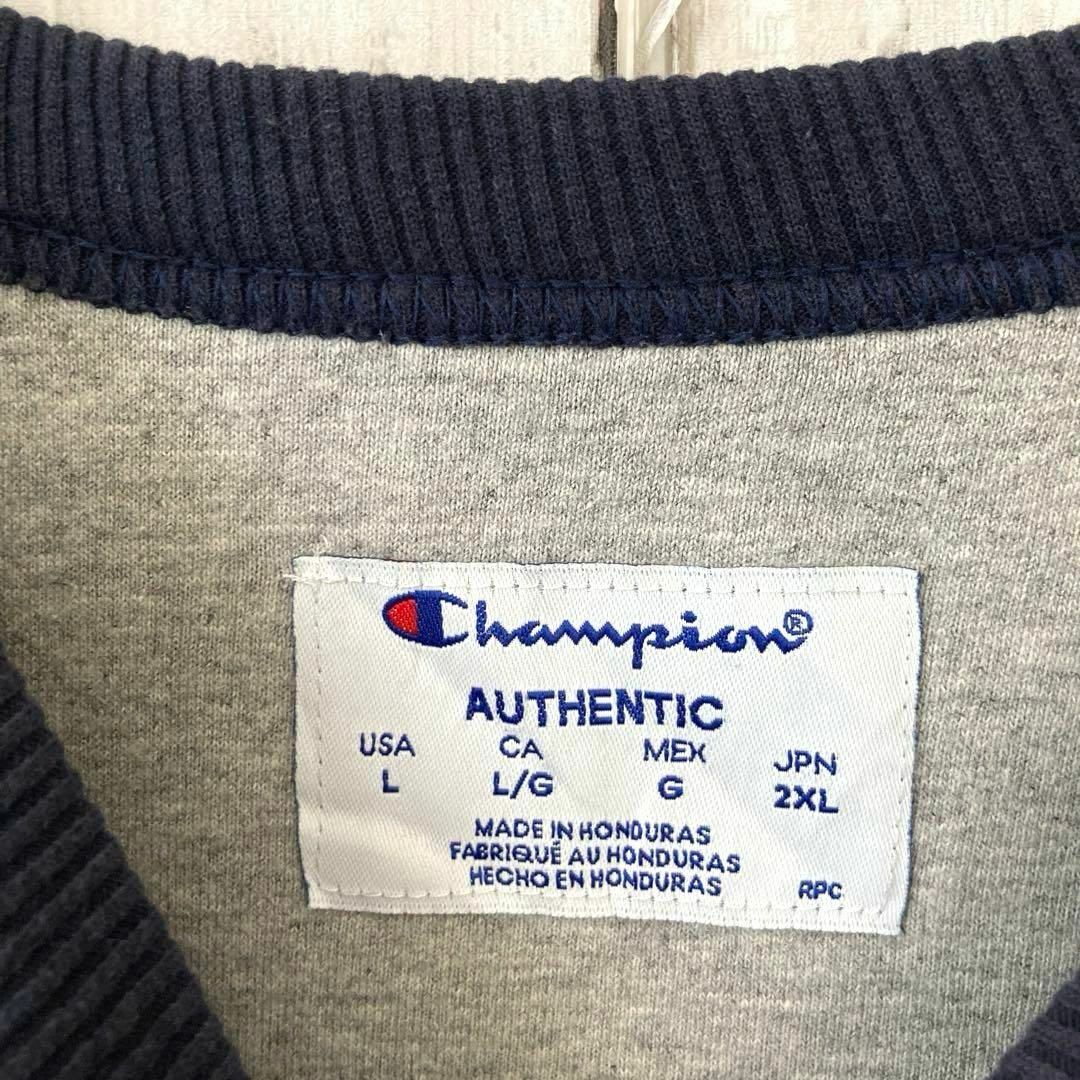 Champion®
AUTHENTIC
USA CA MEX JPN
L L/G G 2XL
MADE IN HONDURAS
FABRIQUÉ AU HONDURAS
HECHO EN HONDURAS RPC